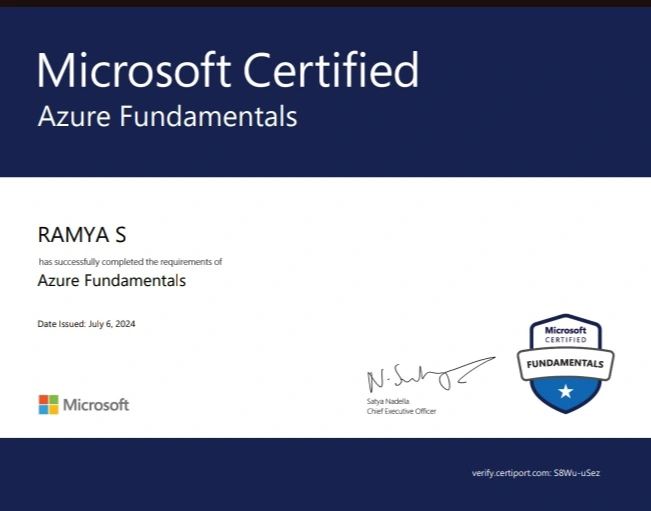 Microsoft Certified
Azure Fundamentals
RAMYA S
has successfully completed the requirements of
Azure Fundamentals
Date Issued: July 6, 2024
Microsoft
CERTIFIED
FUNDAMENTALS
N. Satya
Satya Nadella
Chief Executive Officer
Microsoft
verify.certiport.com: S8Wu-uSez